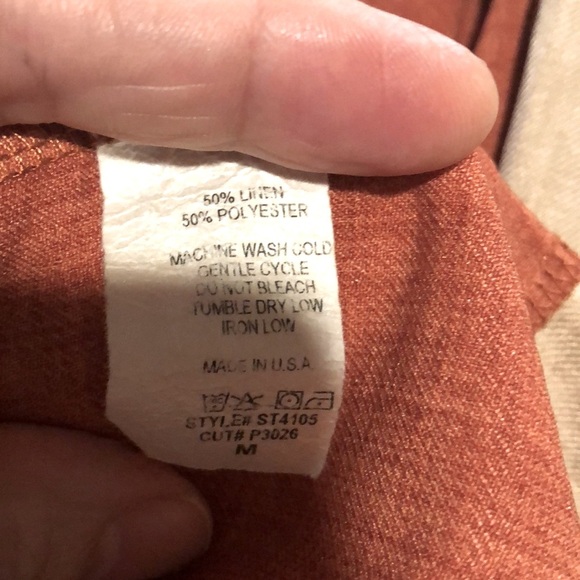 50% LINEN
50% POLYESTER
MACHINE WASH COLD
GENTLE CYCLE
DO NOT BLEACH
TUMBLE DRY LOW
IRON LOW
MADE IN U.S.A
STYLE# ST4105
CUT# P3026
M